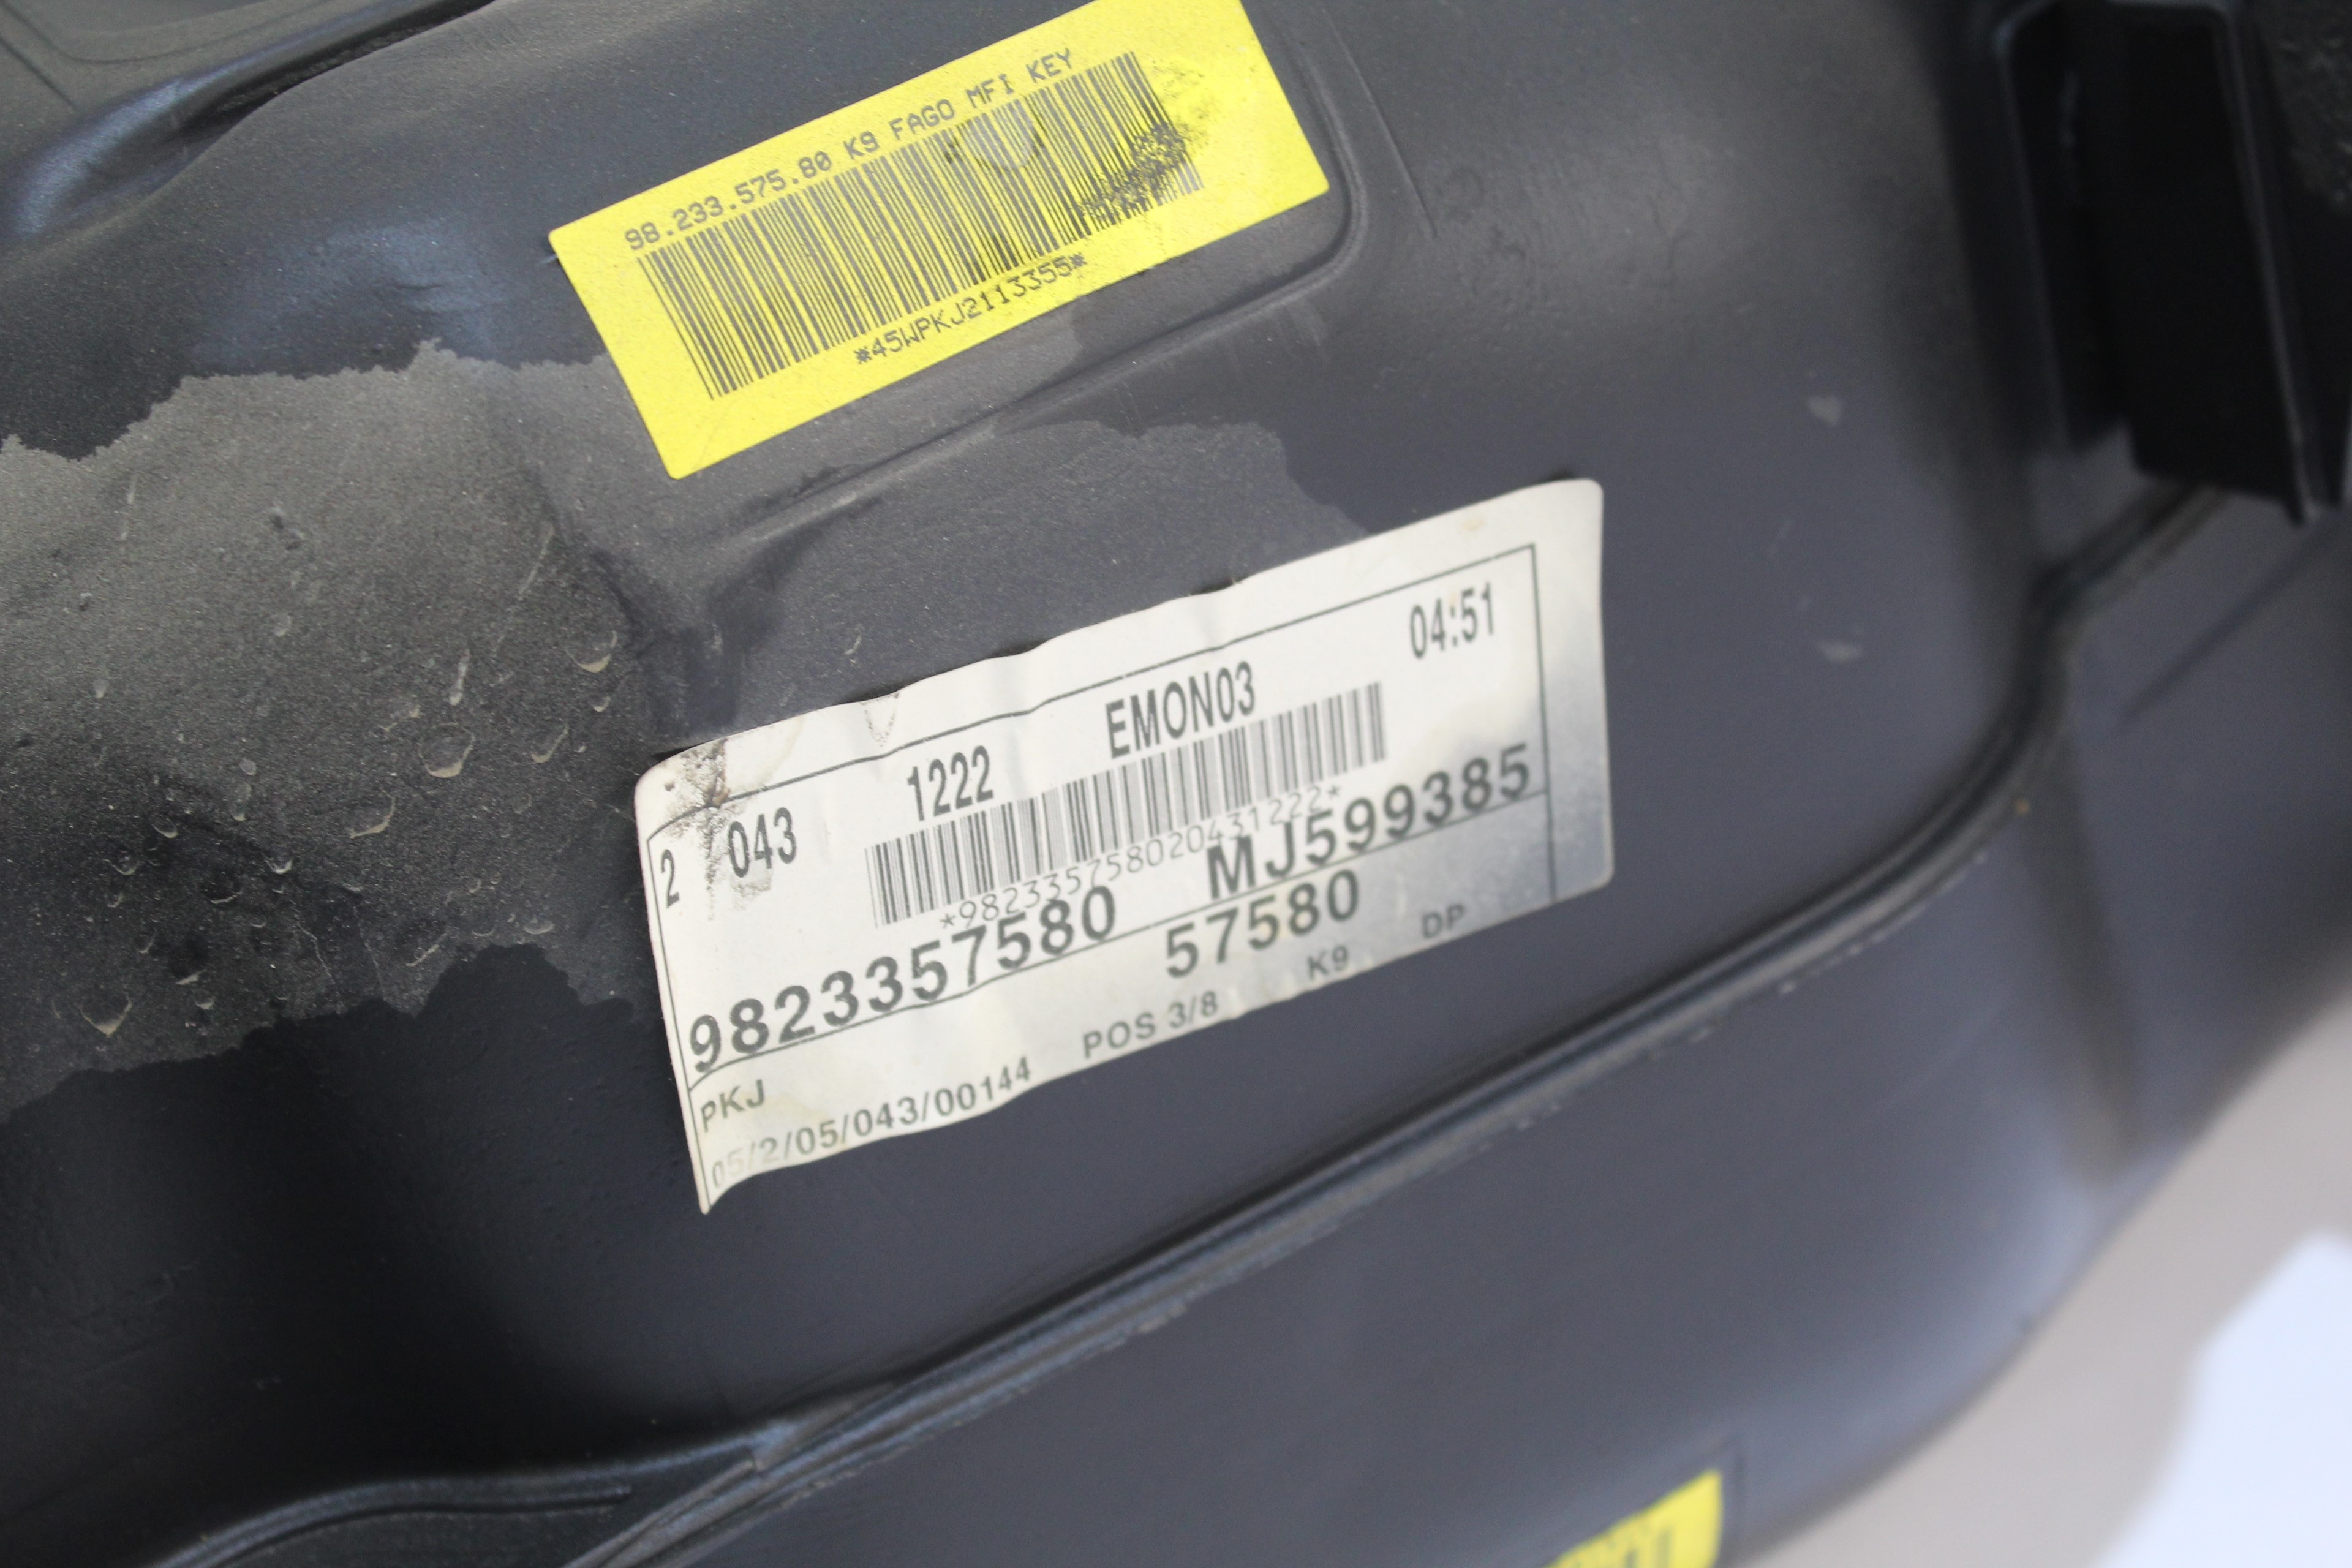 98.233.575.80 K9 FAGO MFI KEY
*45WPKJ2113355*
2 043 1222 EMON03 04:51
*982335758020431222*
9823357580 MJ599385
57580
PKJ POS 3/8 K9 DP
05/2/05/043/00144